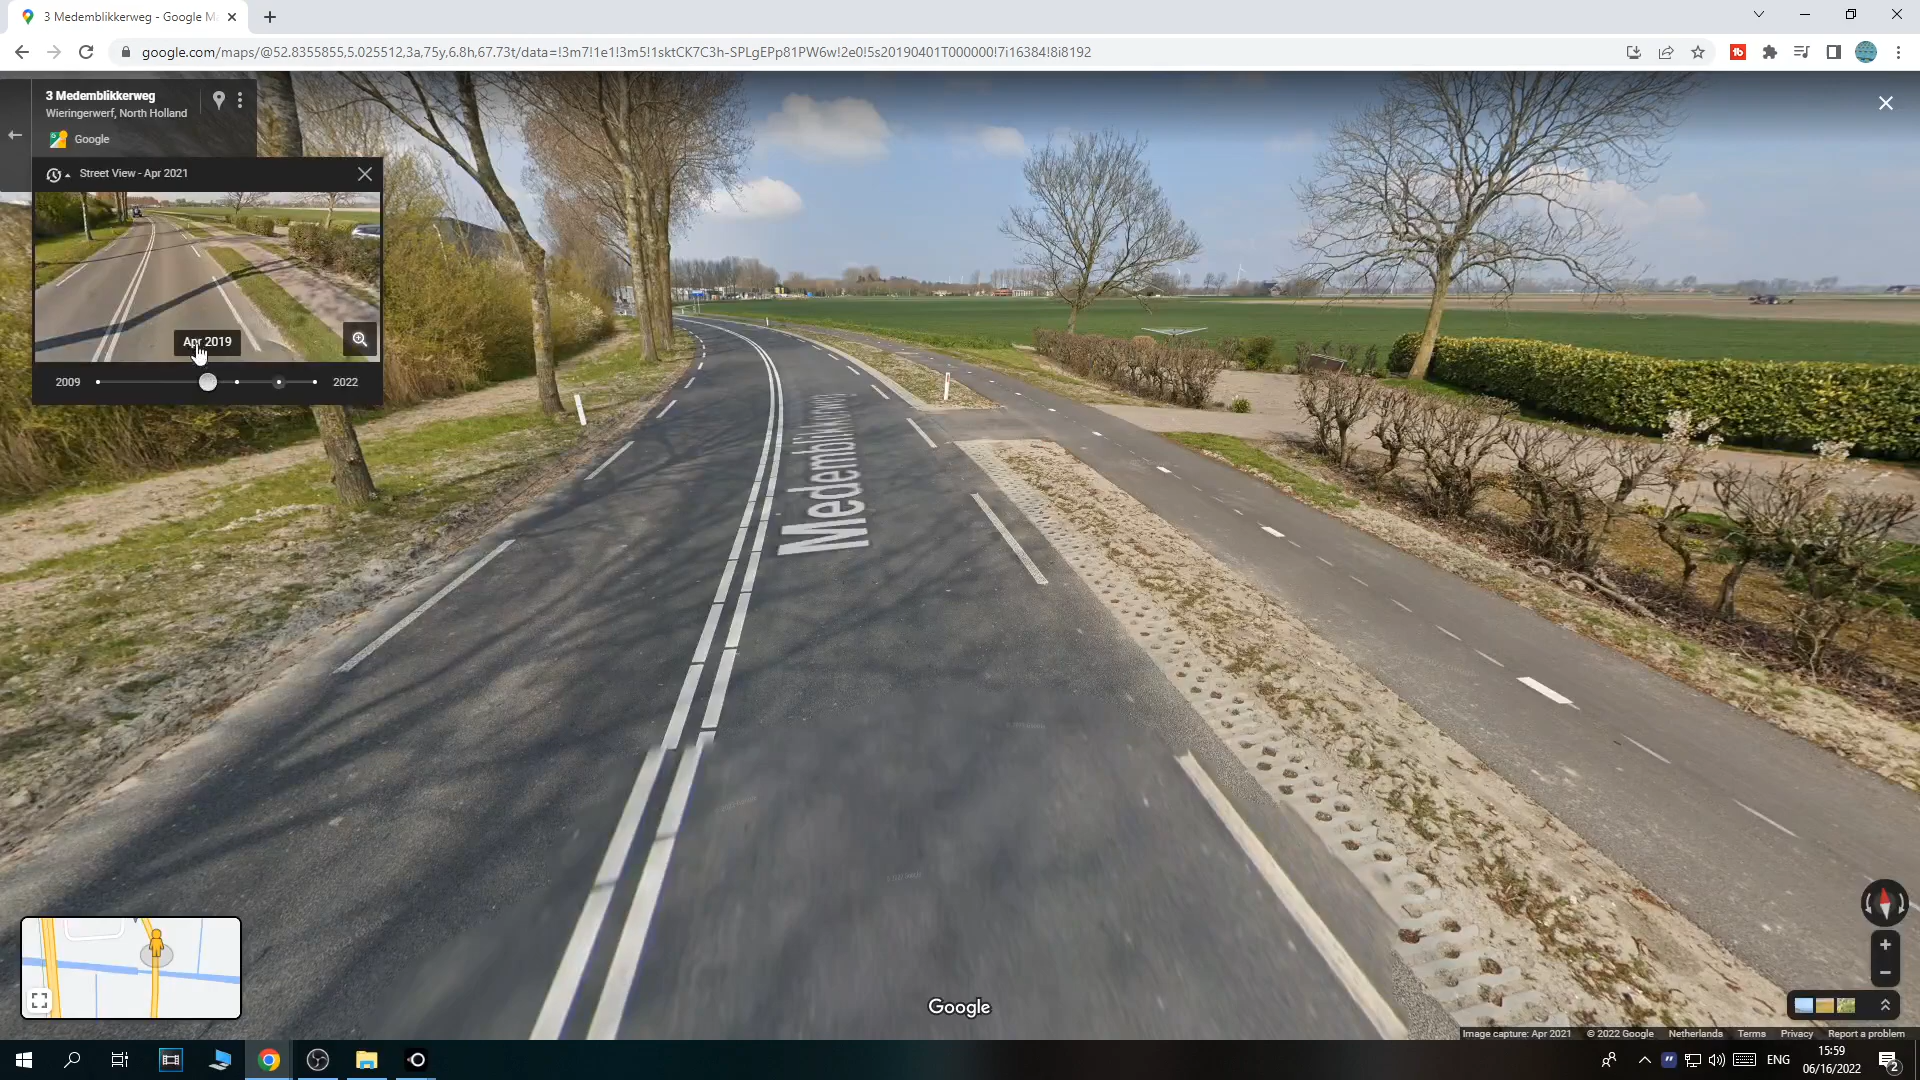 3 Medemblikkerweg - Google M
google.com/maps/@52.8355855,5.025512,3a,75y,6.8h,67.73t/data=!3m7!1e1!3m5!1sktCK7C3h-SPLgEPp81PW6w!2e0!5s20190401T000000!7i16384!8i8192
3 Medemblikkerweg
Wieringerwerf, North Holland
Google
Street View - Apr 2021
Apr 2019
2009
2022
Medemblikkerweg
Google
Image capture: Apr 2021 © 2022 Google Netherlands Terms Privacy Report a problem
ENG
15:59
06/16/2022
2